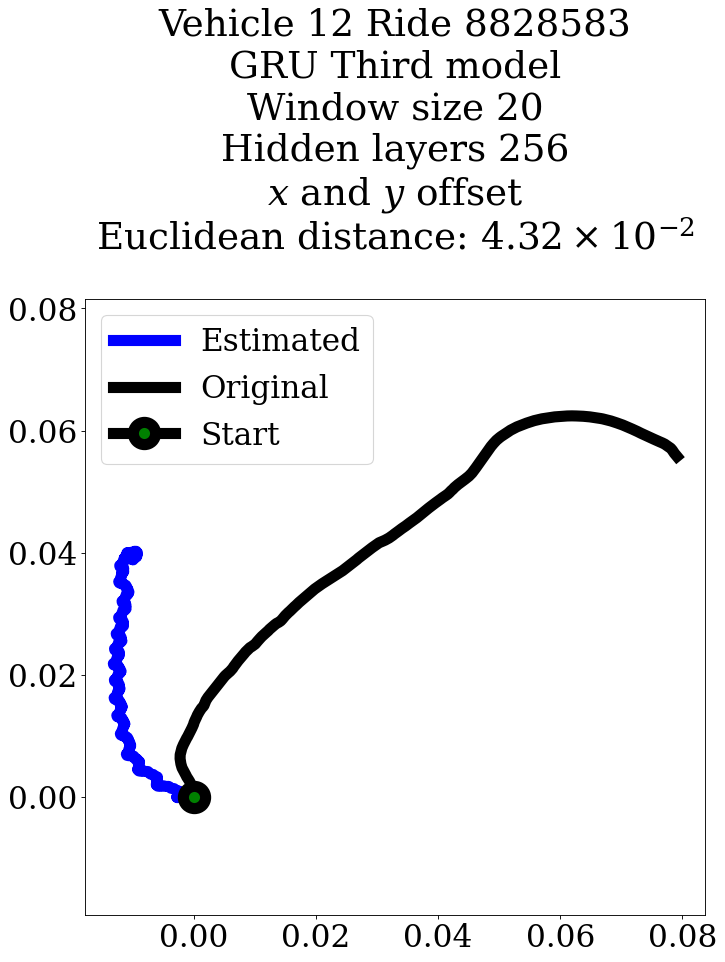 Vehicle 12 Ride 8828583
GRU Third model
Window size 20
Hidden layers 256
x and y offset
Euclidean distance: 4.32 × 10⁻²
0.08
0.06
0.04
0.02
0.00
Estimated
Original
Start
0.00 0.02 0.04 0.06 0.08